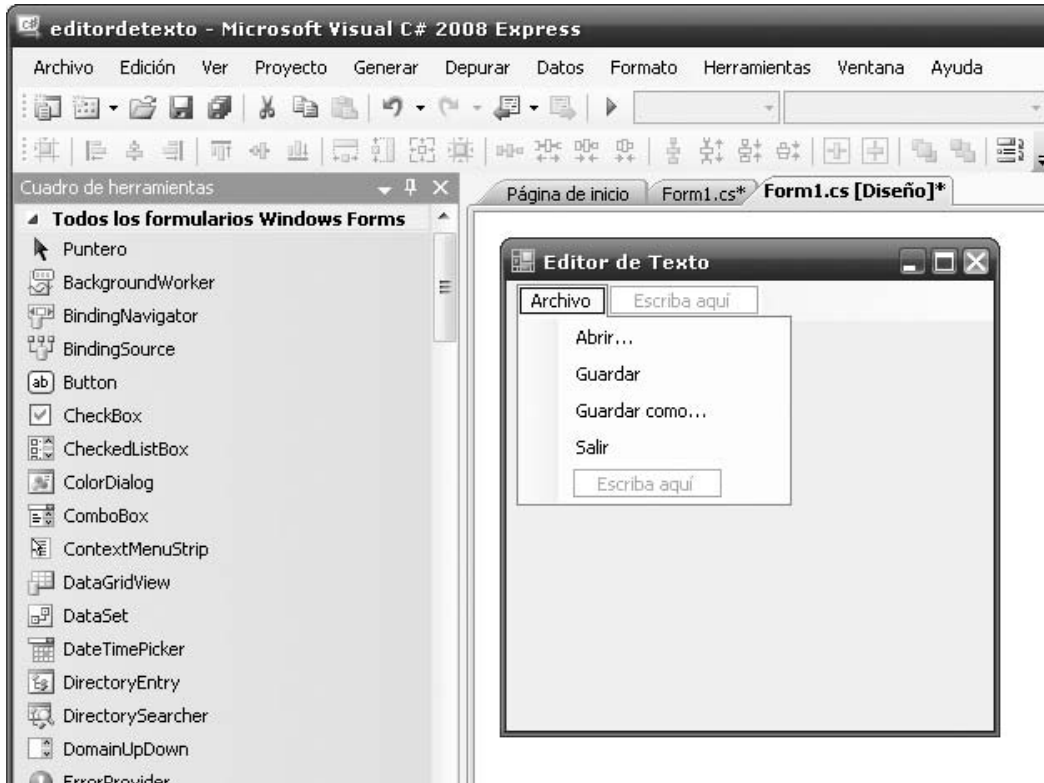 editordetexto - Microsoft Visual C# 2008 Express
Archivo Edición Ver Proyecto Generar Depurar Datos Formato Herramientas Ventana Ayuda
Cuadro de herramientas
Página de inicio Form1.cs* Form1.cs [Diseño]*
Todos los formularios Windows Forms
Puntero
BackgroundWorker
BindingNavigator
BindingSource
Button
CheckBox
CheckedListBox
ColorDialog
ComboBox
ContextMenuStrip
DataGridView
DataSet
DateTimePicker
DirectoryEntry
DirectorySearcher
DomainUpDown
ErrorProvider
Editor de Texto
Archivo Escriba aquí
Abrir...
Guardar
Guardar como...
Salir
Escriba aquí